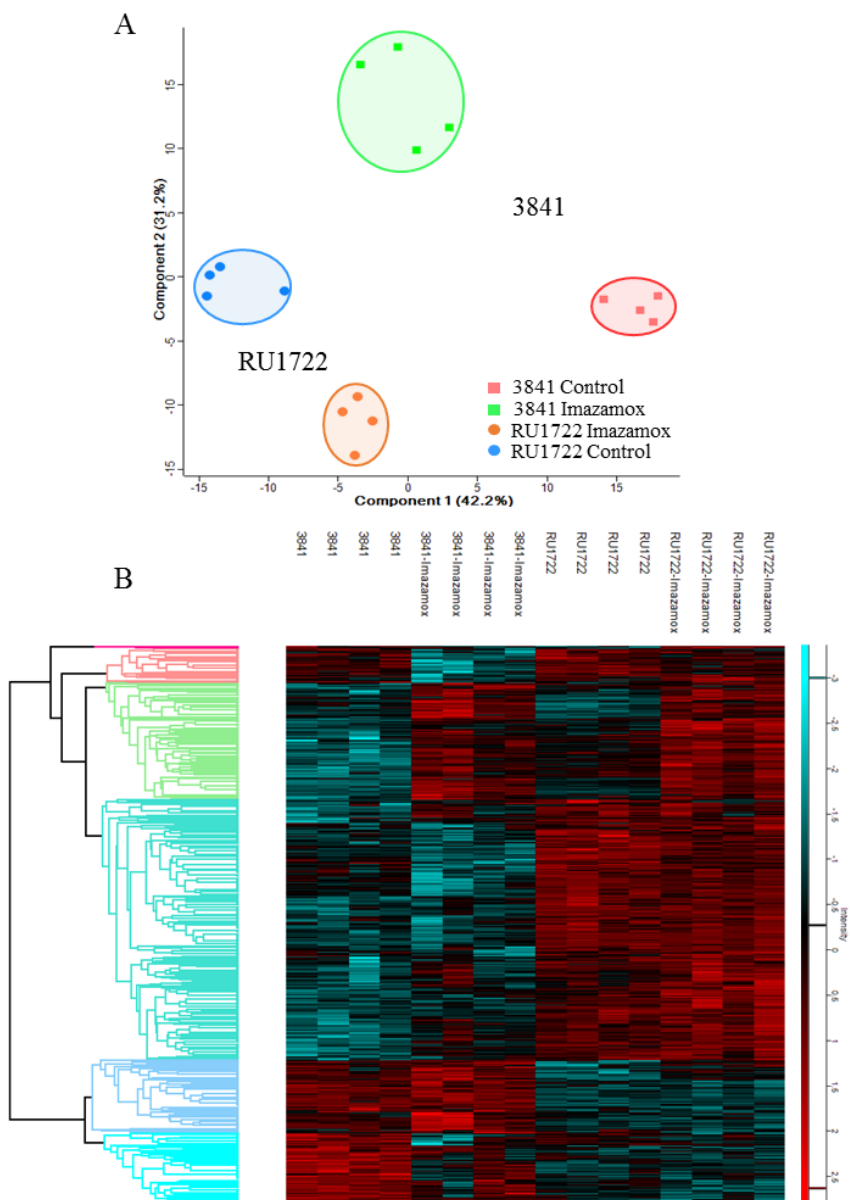 A
Component 2 (31.2%)
15
10
5
0
-5
-10
-15
3841
RU1722
3841 Control
3841 Imazamox
RU1722 Imazamox
RU1722 Control
-15
-10
-5
0
5
10
15
Component 1 (42.2%)
B
3841
3841
3841
3841
3841-Imazamox
3841-Imazamox
3841-Imazamox
3841-Imazamox
RU1722
RU1722
RU1722
RU1722
RU1722-Imazamox
RU1722-Imazamox
RU1722-Imazamox
RU1722-Imazamox
-3
-2.5
-2
-1.5
-1
-0.5
0
0.5
1
1.5
2
2.5
Intensity